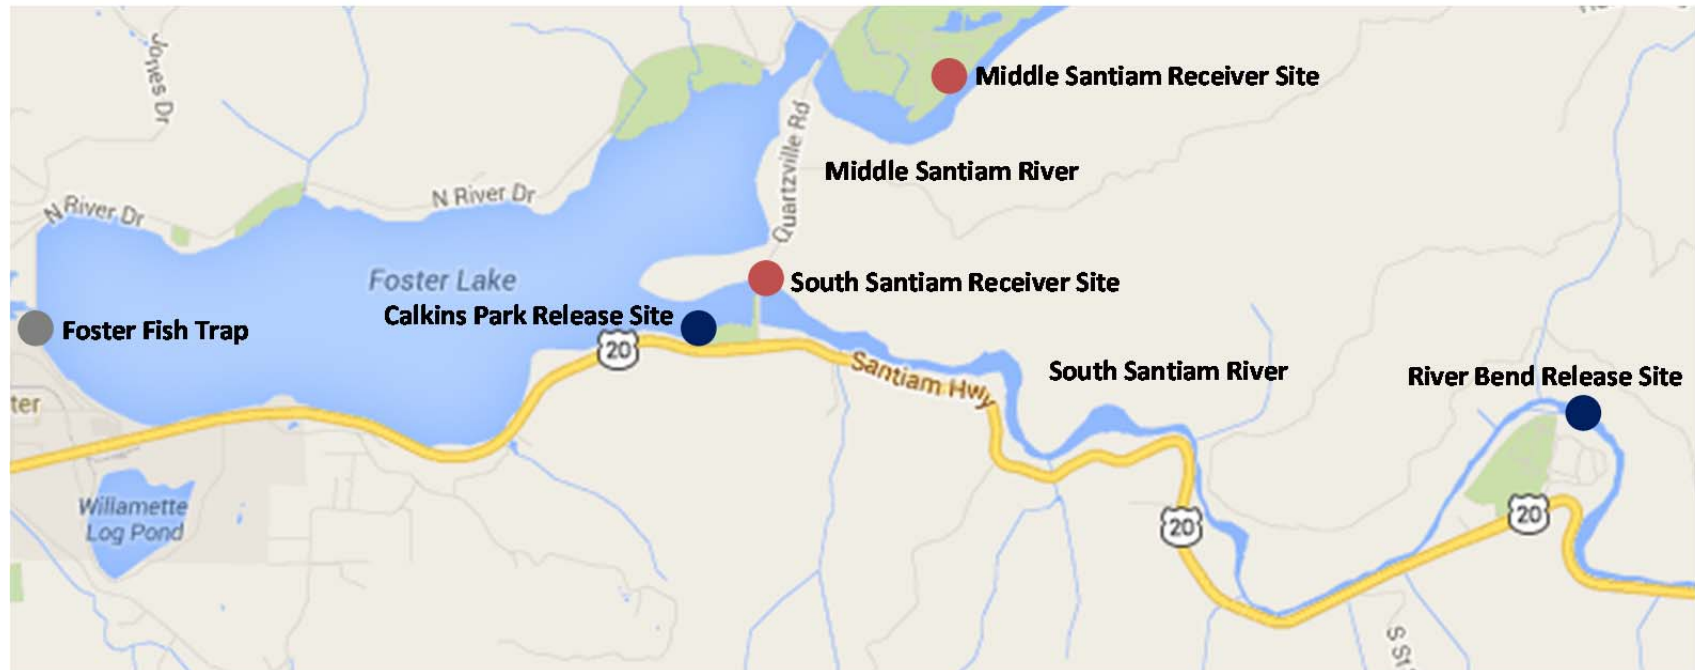 Jones Dr
Middle Santiam Receiver Site
Quartzville Rd
Middle Santiam River
N River Dr
N River Dr
Foster Lake
South Santiam Receiver Site
Calkins Park Release Site
Foster Fish Trap
20
Santiam Hwy
South Santiam River
River Bend Release Site
ter
Willamette
Log Pond
20
20
S St